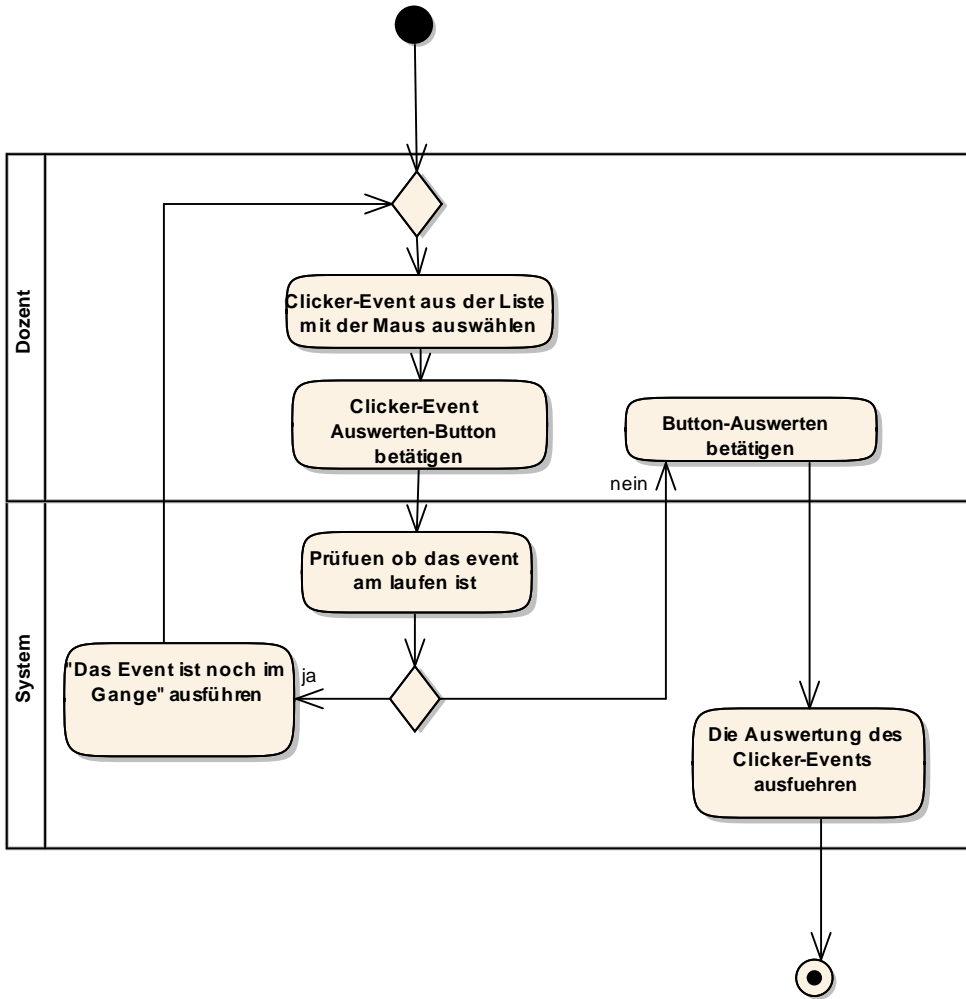 Dozent
Clicker-Event aus der Liste
mit der Maus auswählen
Clicker-Event
Auswerten-Button
betätigen
Button-Auswerten
betätigen
nein
System
Prüfuen ob das event
am laufen ist
"Das Event ist noch im
Gange" ausführen
ja
Die Auswertung des
Clicker-Events
ausfuehren